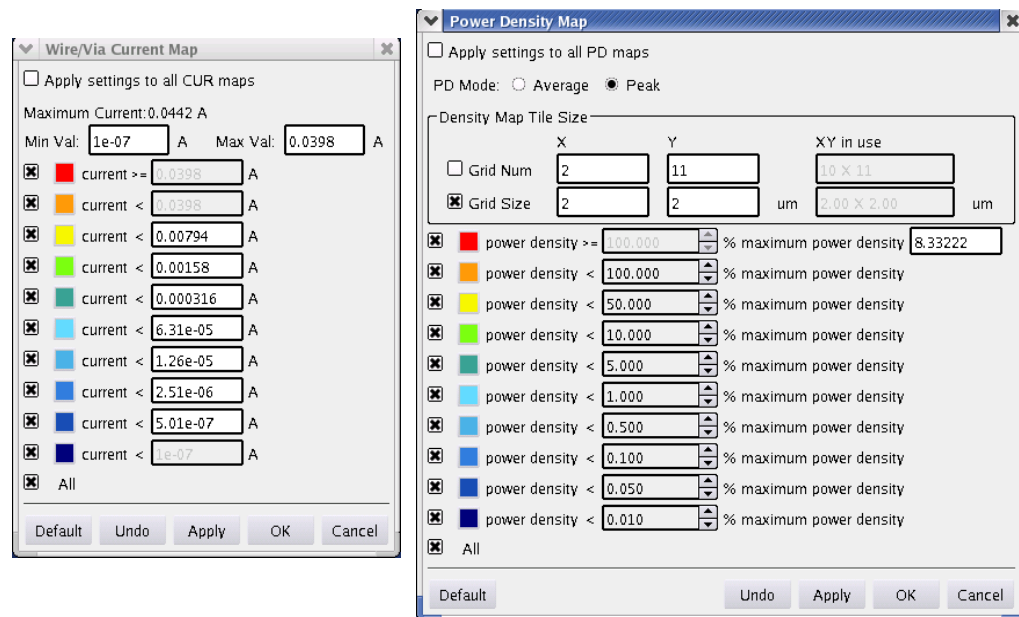 Wire/Via Current Map
Apply settings to all CUR maps
Maximum Current:0.0442 A
Min Val: 1e-07 A Max Val: 0.0398 A
current >= 0.0398 A
current < 0.0398 A
current < 0.00794 A
current < 0.00158 A
current < 0.000316 A
current < 6.31e-05 A
current < 1.26e-05 A
current < 2.51e-06 A
current < 5.01e-07 A
current < 1e-07 A
All
Default Undo Apply OK Cancel
Power Density Map
Apply settings to all PD maps
PD Mode: Average Peak
Density Map Tile Size
X Y XY in use
Grid Num 2 11 10 X 11
Grid Size 2 2 um 2.00 X 2.00 um
power density >= 100.000 % maximum power density 8.33222
power density < 100.000 % maximum power density
power density < 50.000 % maximum power density
power density < 10.000 % maximum power density
power density < 5.000 % maximum power density
power density < 1.000 % maximum power density
power density < 0.500 % maximum power density
power density < 0.100 % maximum power density
power density < 0.050 % maximum power density
power density < 0.010 % maximum power density
All
Default Undo Apply OK Cancel